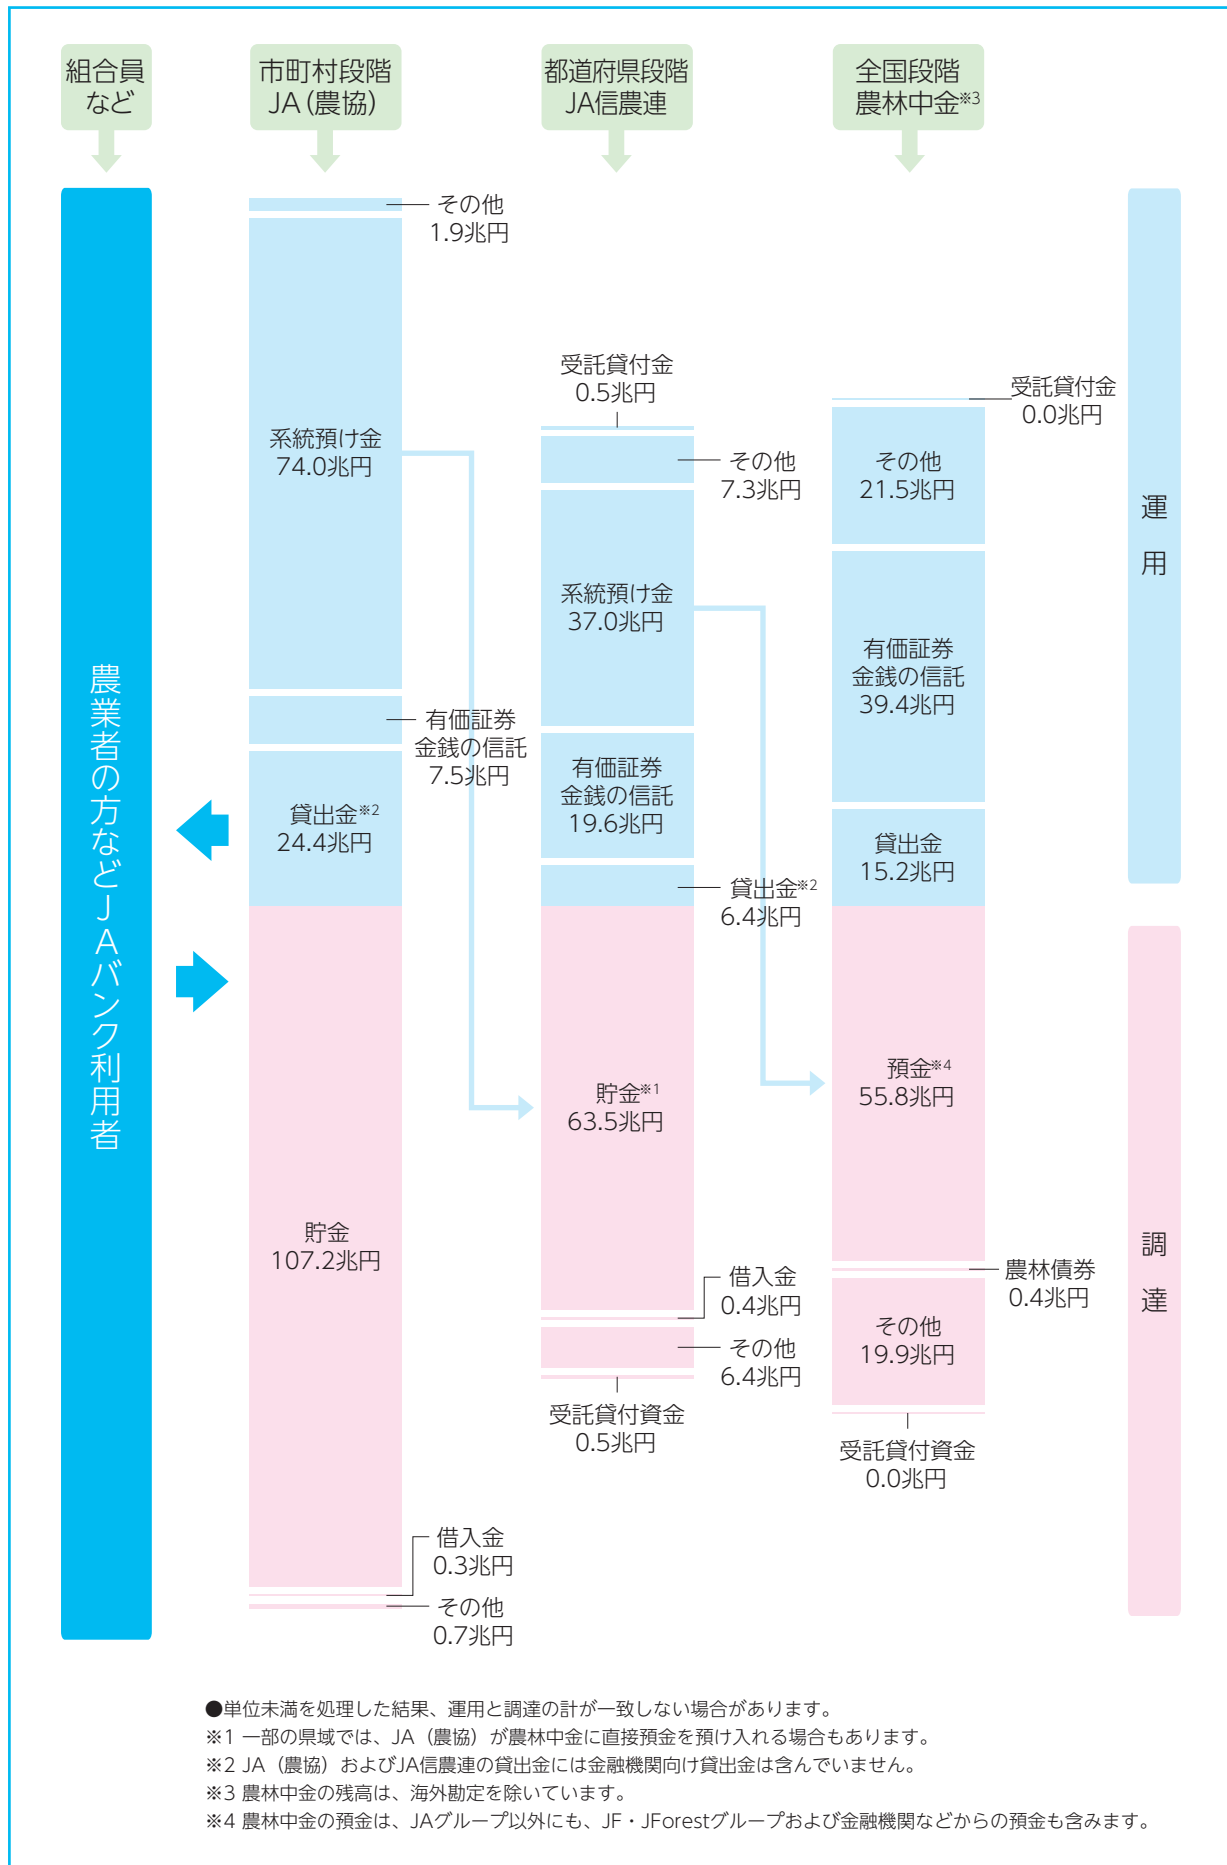 組合員
など
市町村段階
JA（農協）
都道府県段階
JA信農連
全国段階
農林中金※3
農業者の方などJAバンク利用者
その他
1.9兆円
系統預け金
74.0兆円
有価証券
金銭の信託
7.5兆円
貸出金※2
24.4兆円
貯金
107.2兆円
借入金
0.3兆円
その他
0.7兆円
受託貸付金
0.5兆円
その他
7.3兆円
系統預け金
37.0兆円
有価証券
金銭の信託
19.6兆円
貸出金※2
6.4兆円
貯金※1
63.5兆円
借入金
0.4兆円
その他
6.4兆円
受託貸付資金
0.5兆円
受託貸付金
0.0兆円
その他
21.5兆円
有価証券
金銭の信託
39.4兆円
貸出金
15.2兆円
預金※4
55.8兆円
農林債券
0.4兆円
その他
19.9兆円
受託貸付資金
0.0兆円
運用
調達
●単位未満を処理した結果、運用と調達の計が一致しない場合があります。
※1 一部の県域では、JA（農協）が農林中金に直接預金を預け入れる場合もあります。
※2 JA（農協）およびJA信農連の貸出金には金融機関向け貸出金は含んでいません。
※3 農林中金の残高は、海外勘定を除いています。
※4 農林中金の預金は、JAグループ以外にも、JF・JForestグループおよび金融機関などからの預金も含みます。